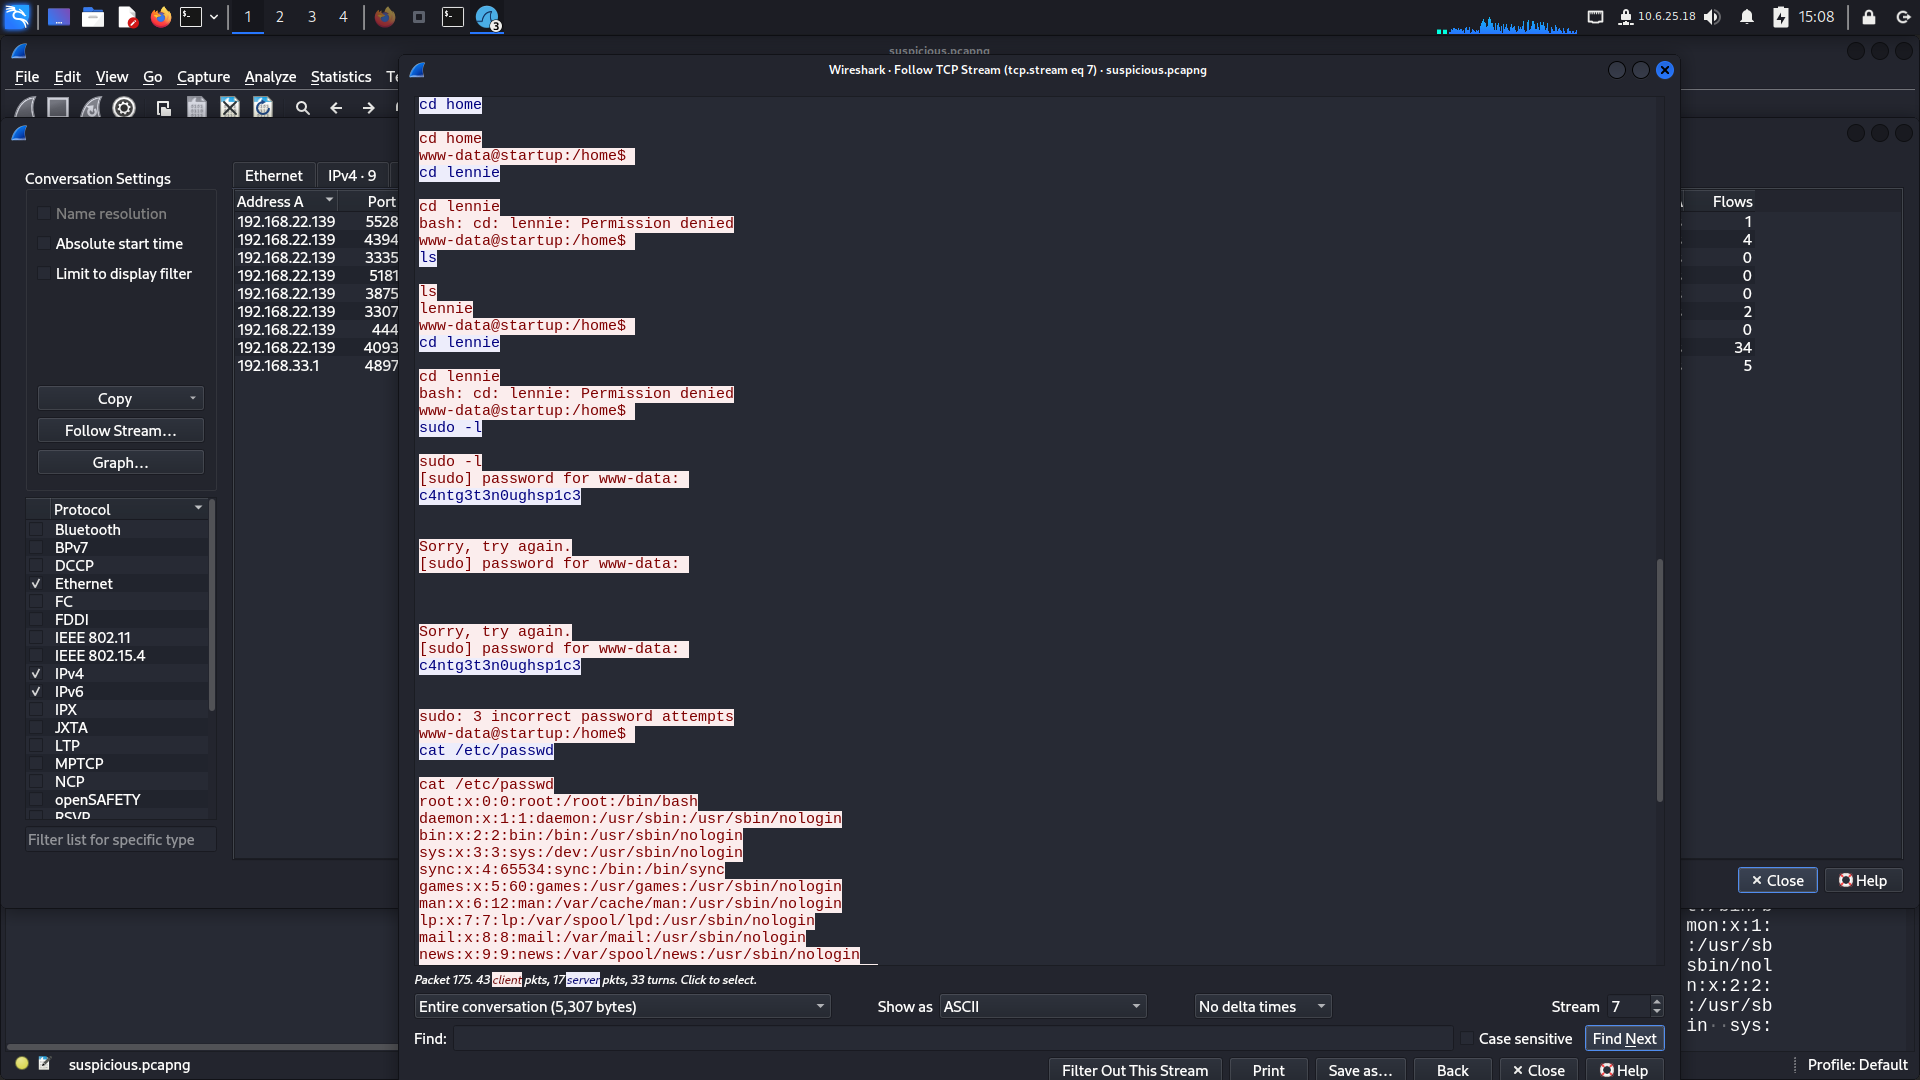 1 2 3 4
3
10.6.25.18
15:08
suspicious.pcapng
File Edit View Go Capture Analyze Statistics Te
Wireshark · Follow TCP Stream (tcp.stream eq 7) · suspicious.pcapng
Conversation Settings
Name resolution
Absolute start time
Limit to display filter
Copy
Follow Stream…
Graph…
Protocol
Bluetooth
BPv7
DCCP
Ethernet
FC
FDDI
IEEE 802.11
IEEE 802.15.4
IPv4
IPv6
IPX
JXTA
LTP
MPTCP
NCP
openSAFETY
RSVP
Filter list for specific type
Ethernet IPv4 · 9
Address A Port
192.168.22.139 5528
192.168.22.139 4394
192.168.22.139 3335
192.168.22.139 5181
192.168.22.139 3875
192.168.22.139 3307
192.168.22.139 444
192.168.22.139 4093
192.168.33.1 4897
cd home
cd home
www-data@startup:/home$
cd lennie
cd lennie
bash: cd: lennie: Permission denied
www-data@startup:/home$
ls
ls
lennie
www-data@startup:/home$
cd lennie
cd lennie
bash: cd: lennie: Permission denied
www-data@startup:/home$
sudo -l
sudo -l
[sudo] password for www-data:
c4ntg3t3n0ughsp1c3
Sorry, try again.
[sudo] password for www-data:
Sorry, try again.
[sudo] password for www-data:
c4ntg3t3n0ughsp1c3
sudo: 3 incorrect password attempts
www-data@startup:/home$
cat /etc/passwd
cat /etc/passwd
root:x:0:0:root:/root:/bin/bash
daemon:x:1:1:daemon:/usr/sbin:/usr/sbin/nologin
bin:x:2:2:bin:/bin:/usr/sbin/nologin
sys:x:3:3:sys:/dev:/usr/sbin/nologin
sync:x:4:65534:sync:/bin:/bin/sync
games:x:5:60:games:/usr/games:/usr/sbin/nologin
man:x:6:12:man:/var/cache/man:/usr/sbin/nologin
lp:x:7:7:lp:/var/spool/lpd:/usr/sbin/nologin
mail:x:8:8:mail:/var/mail:/usr/sbin/nologin
news:x:9:9:news:/var/spool/news:/usr/sbin/nologin
Packet 175. 43 client pkts, 17 server pkts, 33 turns. Click to select.
Entire conversation (5,307 bytes)
Show as ASCII
No delta times
Stream 7
Find:
Case sensitive
Find Next
Filter Out This Stream Print Save as… Back × Close Help
Flows
1
4
0
0
0
2
0
34
5
× Close Help
mon:x:1:
:/usr/sb
sbin/nol
n:x:2:2:
:/usr/sb
in··sys:
suspicious.pcapng
Profile: Default